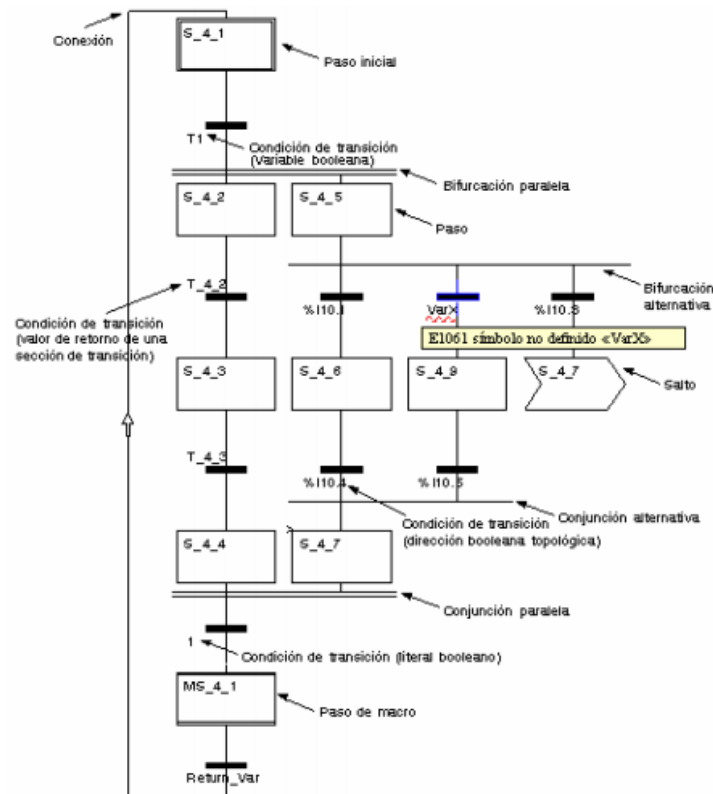 Conexión
S_4_1
Paso inicial
T1
Condición de transición
(Variable booleana)
Bifurcación paralela
S_4_2
S_4_5
Paso
T_4_2
%I10.1
VarX
%I10.3
Bifurcación
alternativa
Condición de transición
(valor de retorno de una
sección de transición)
E1061 símbolo no definido «VarX»
S_4_3
S_4_6
S_4_9
S_4_7
Salto
T_4_3
%I10.4
%I10.5
Condición de transición
(dirección booleana topológica)
Conjunción alternativa
S_4_4
S_4_7
Conjunción paralela
1
Condición de transición (literal booleano)
MS_4_1
Paso de macro
Return_Var